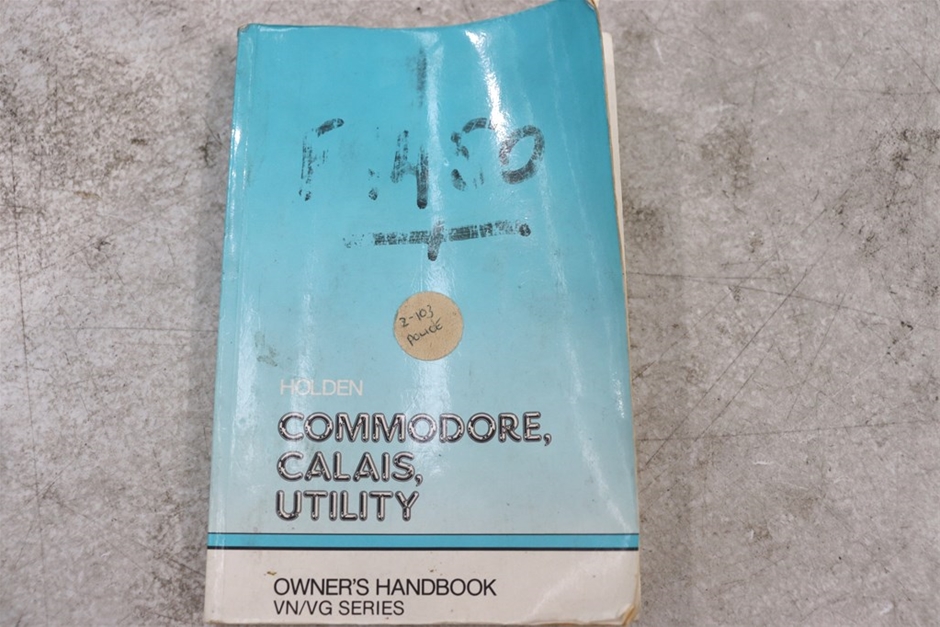 F.450
Z-103
POLICE
HOLDEN
COMMODORE,
CALAIS,
UTILITY
OWNER'S HANDBOOK
VN/VG SERIES